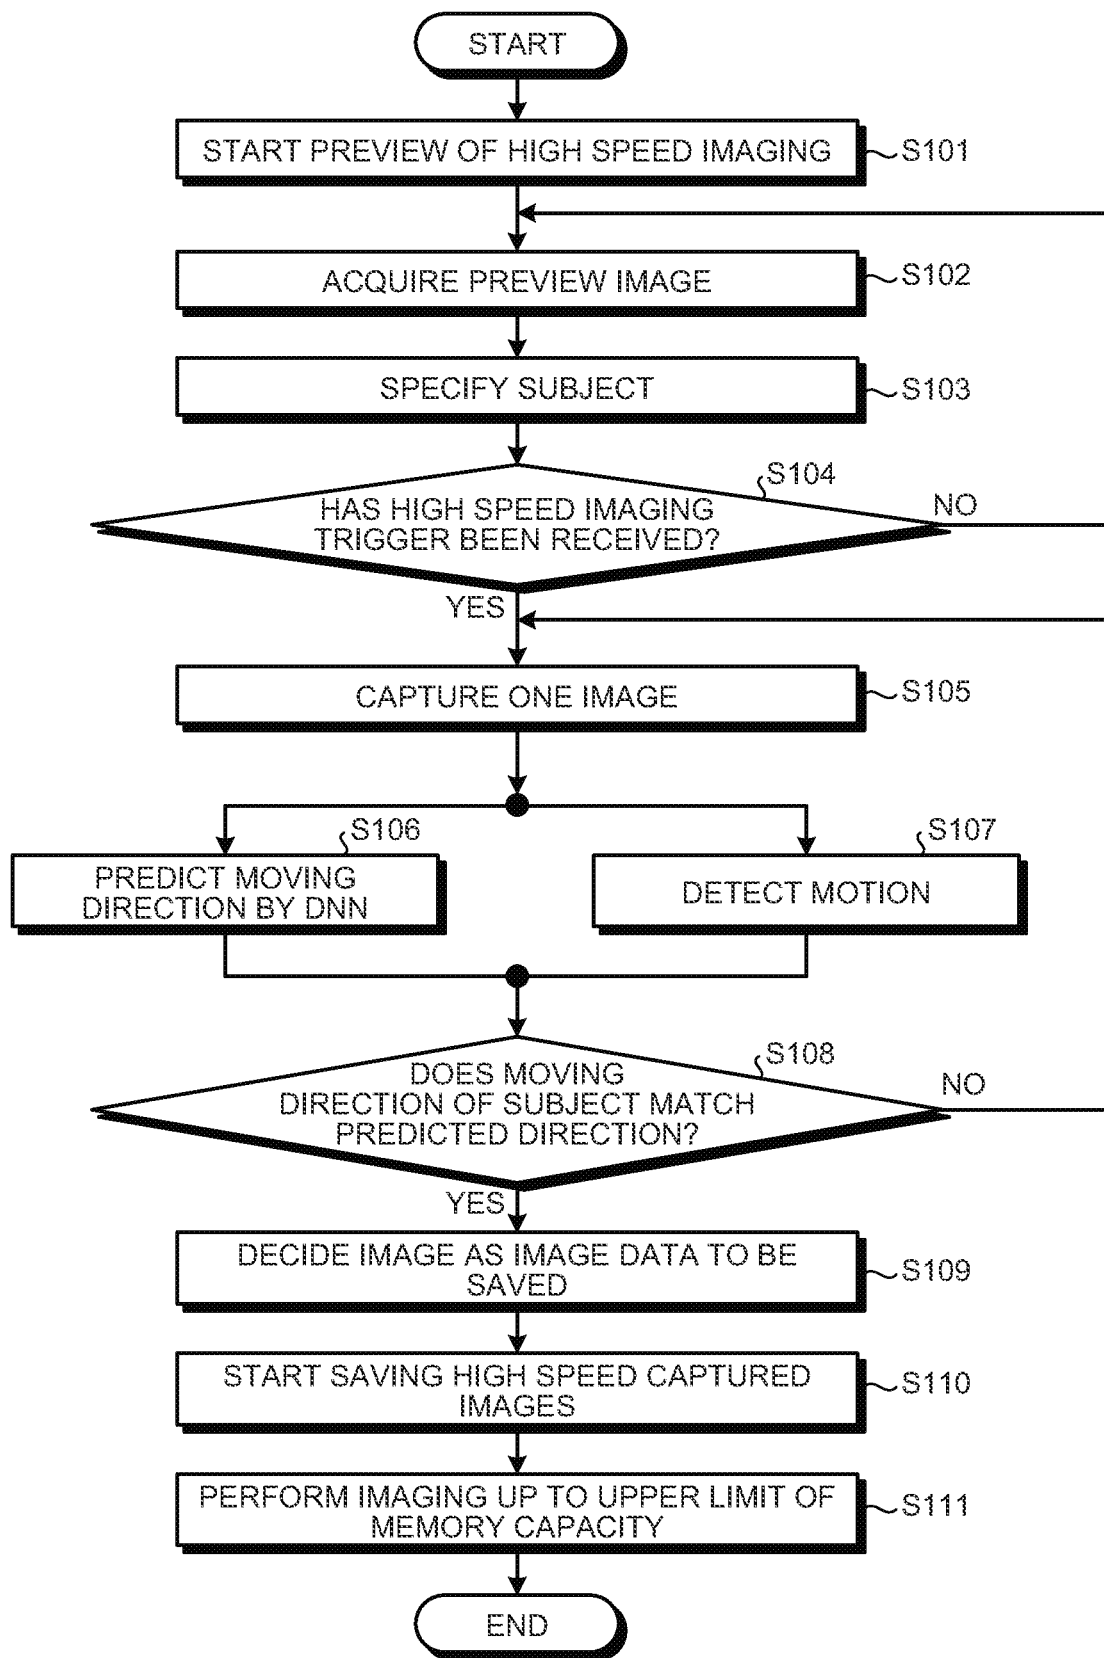 START
START PREVIEW OF HIGH SPEED IMAGING
S101
ACQUIRE PREVIEW IMAGE
S102
SPECIFY SUBJECT
S103
S104
HAS HIGH SPEED IMAGING
TRIGGER BEEN RECEIVED?
NO
YES
CAPTURE ONE IMAGE
S105
S106
PREDICT MOVING
DIRECTION BY DNN
S107
DETECT MOTION
S108
DOES MOVING
DIRECTION OF SUBJECT MATCH
PREDICTED DIRECTION?
NO
YES
DECIDE IMAGE AS IMAGE DATA TO BE
SAVED
S109
START SAVING HIGH SPEED CAPTURED
IMAGES
S110
PERFORM IMAGING UP TO UPPER LIMIT OF
MEMORY CAPACITY
S111
END